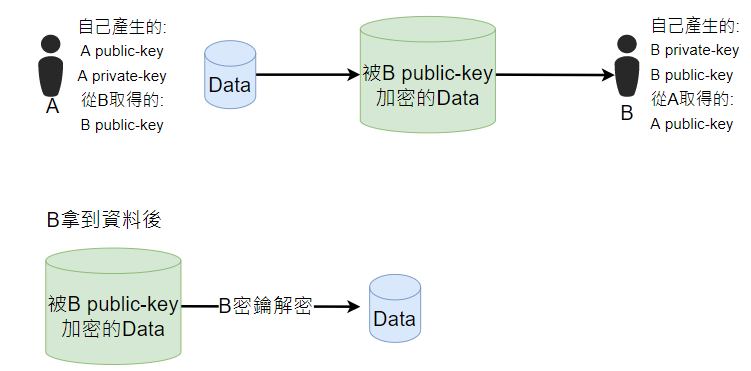 自己產生的:
A public-key
A private-key
從B取得的:
B public-key
A
Data
被B public-key
加密的Data
自己產生的:
B private-key
B public-key
從A取得的:
A public-key
B
B拿到資料後
被B public-key
加密的Data
B密鑰解密
Data